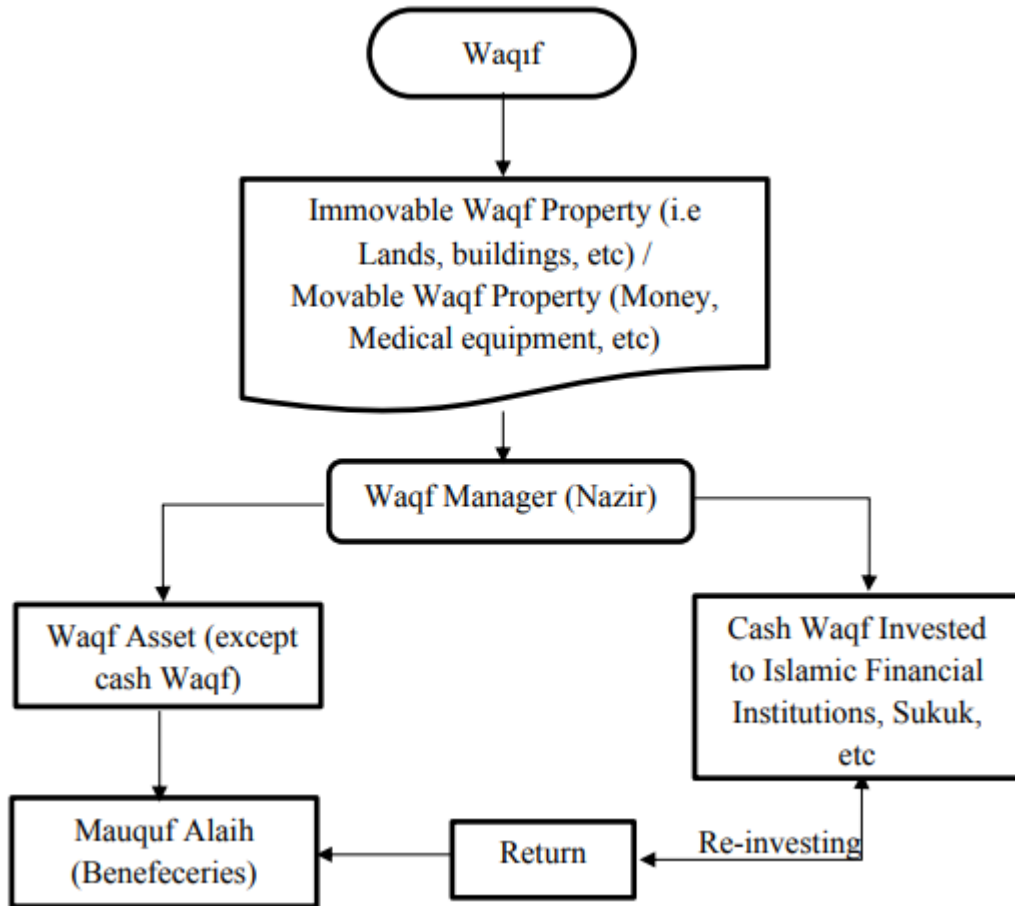 Waqıf
Immovable Waqf Property (i.e
Lands, buildings, etc) /
Movable Waqf Property (Money,
Medical equipment, etc)
Waqf Manager (Nazir)
Waqf Asset (except
cash Waqf)
Cash Waqf Invested
to Islamic Financial
Institutions, Sukuk,
etc
Mauquf Alaih
(Benefeceries)
Return
Re-investing